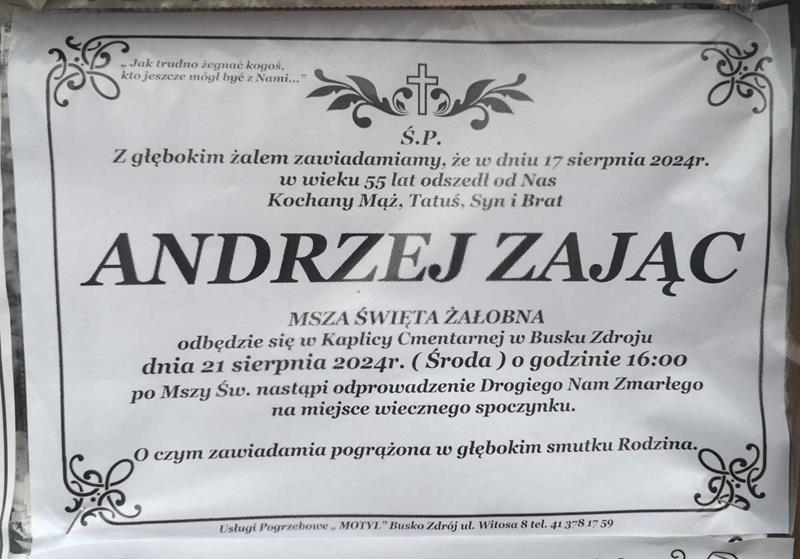 „ Jak trudno żegnać kogoś,
kto jeszcze mógł być z Nami..."
Ś.P.
Z głębokim żalem zawiadamiamy, że w dniu 17 sierpnia 2024r.
w wieku 55 lat odszedł od Nas
Kochany Mąż, Tatuś, Syn i Brat
ANDRZEJ ZAJĄC
MSZA ŚWIĘTA ŻAŁOBNA
odbędzie się w Kaplicy Cmentarnej w Busku Zdroju
dnia 21 sierpnia 2024r. ( Środa ) o godzinie 16:00
po Mszy Św. nastąpi odprowadzenie Drogiego Nam Zmarłego
na miejsce wiecznego spoczynku.
O czym zawiadamia pogrążona w głębokim smutku Rodzina.
Usługi Pogrzebowe „ MOTYL" Busko Zdrój ul. Witosa 8 tel. 41 378 17 59